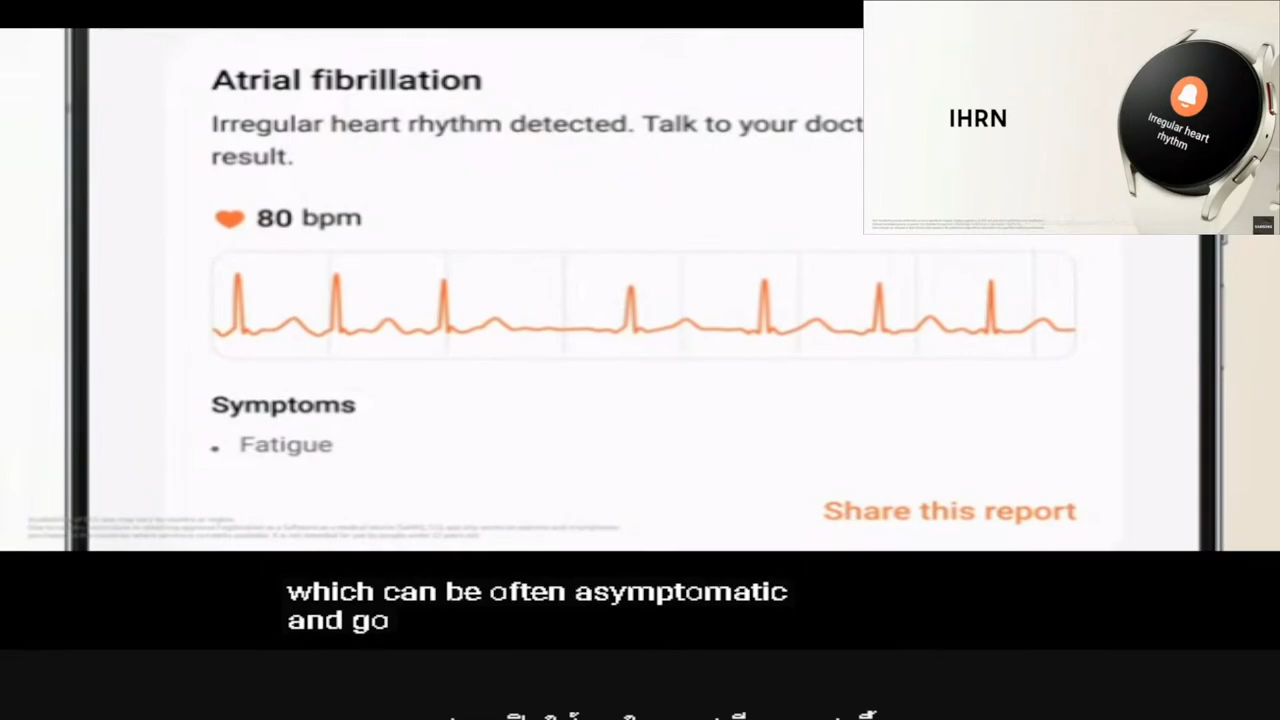 Atrial fibrillation
Irregular heart rhythm detected. Talk to your doct
result.
80 bpm
Symptoms
• Fatigue
Share this report
IHRN
Irregular heart
rhythm
SAMSUNG
which can be often asymptomatic
and go